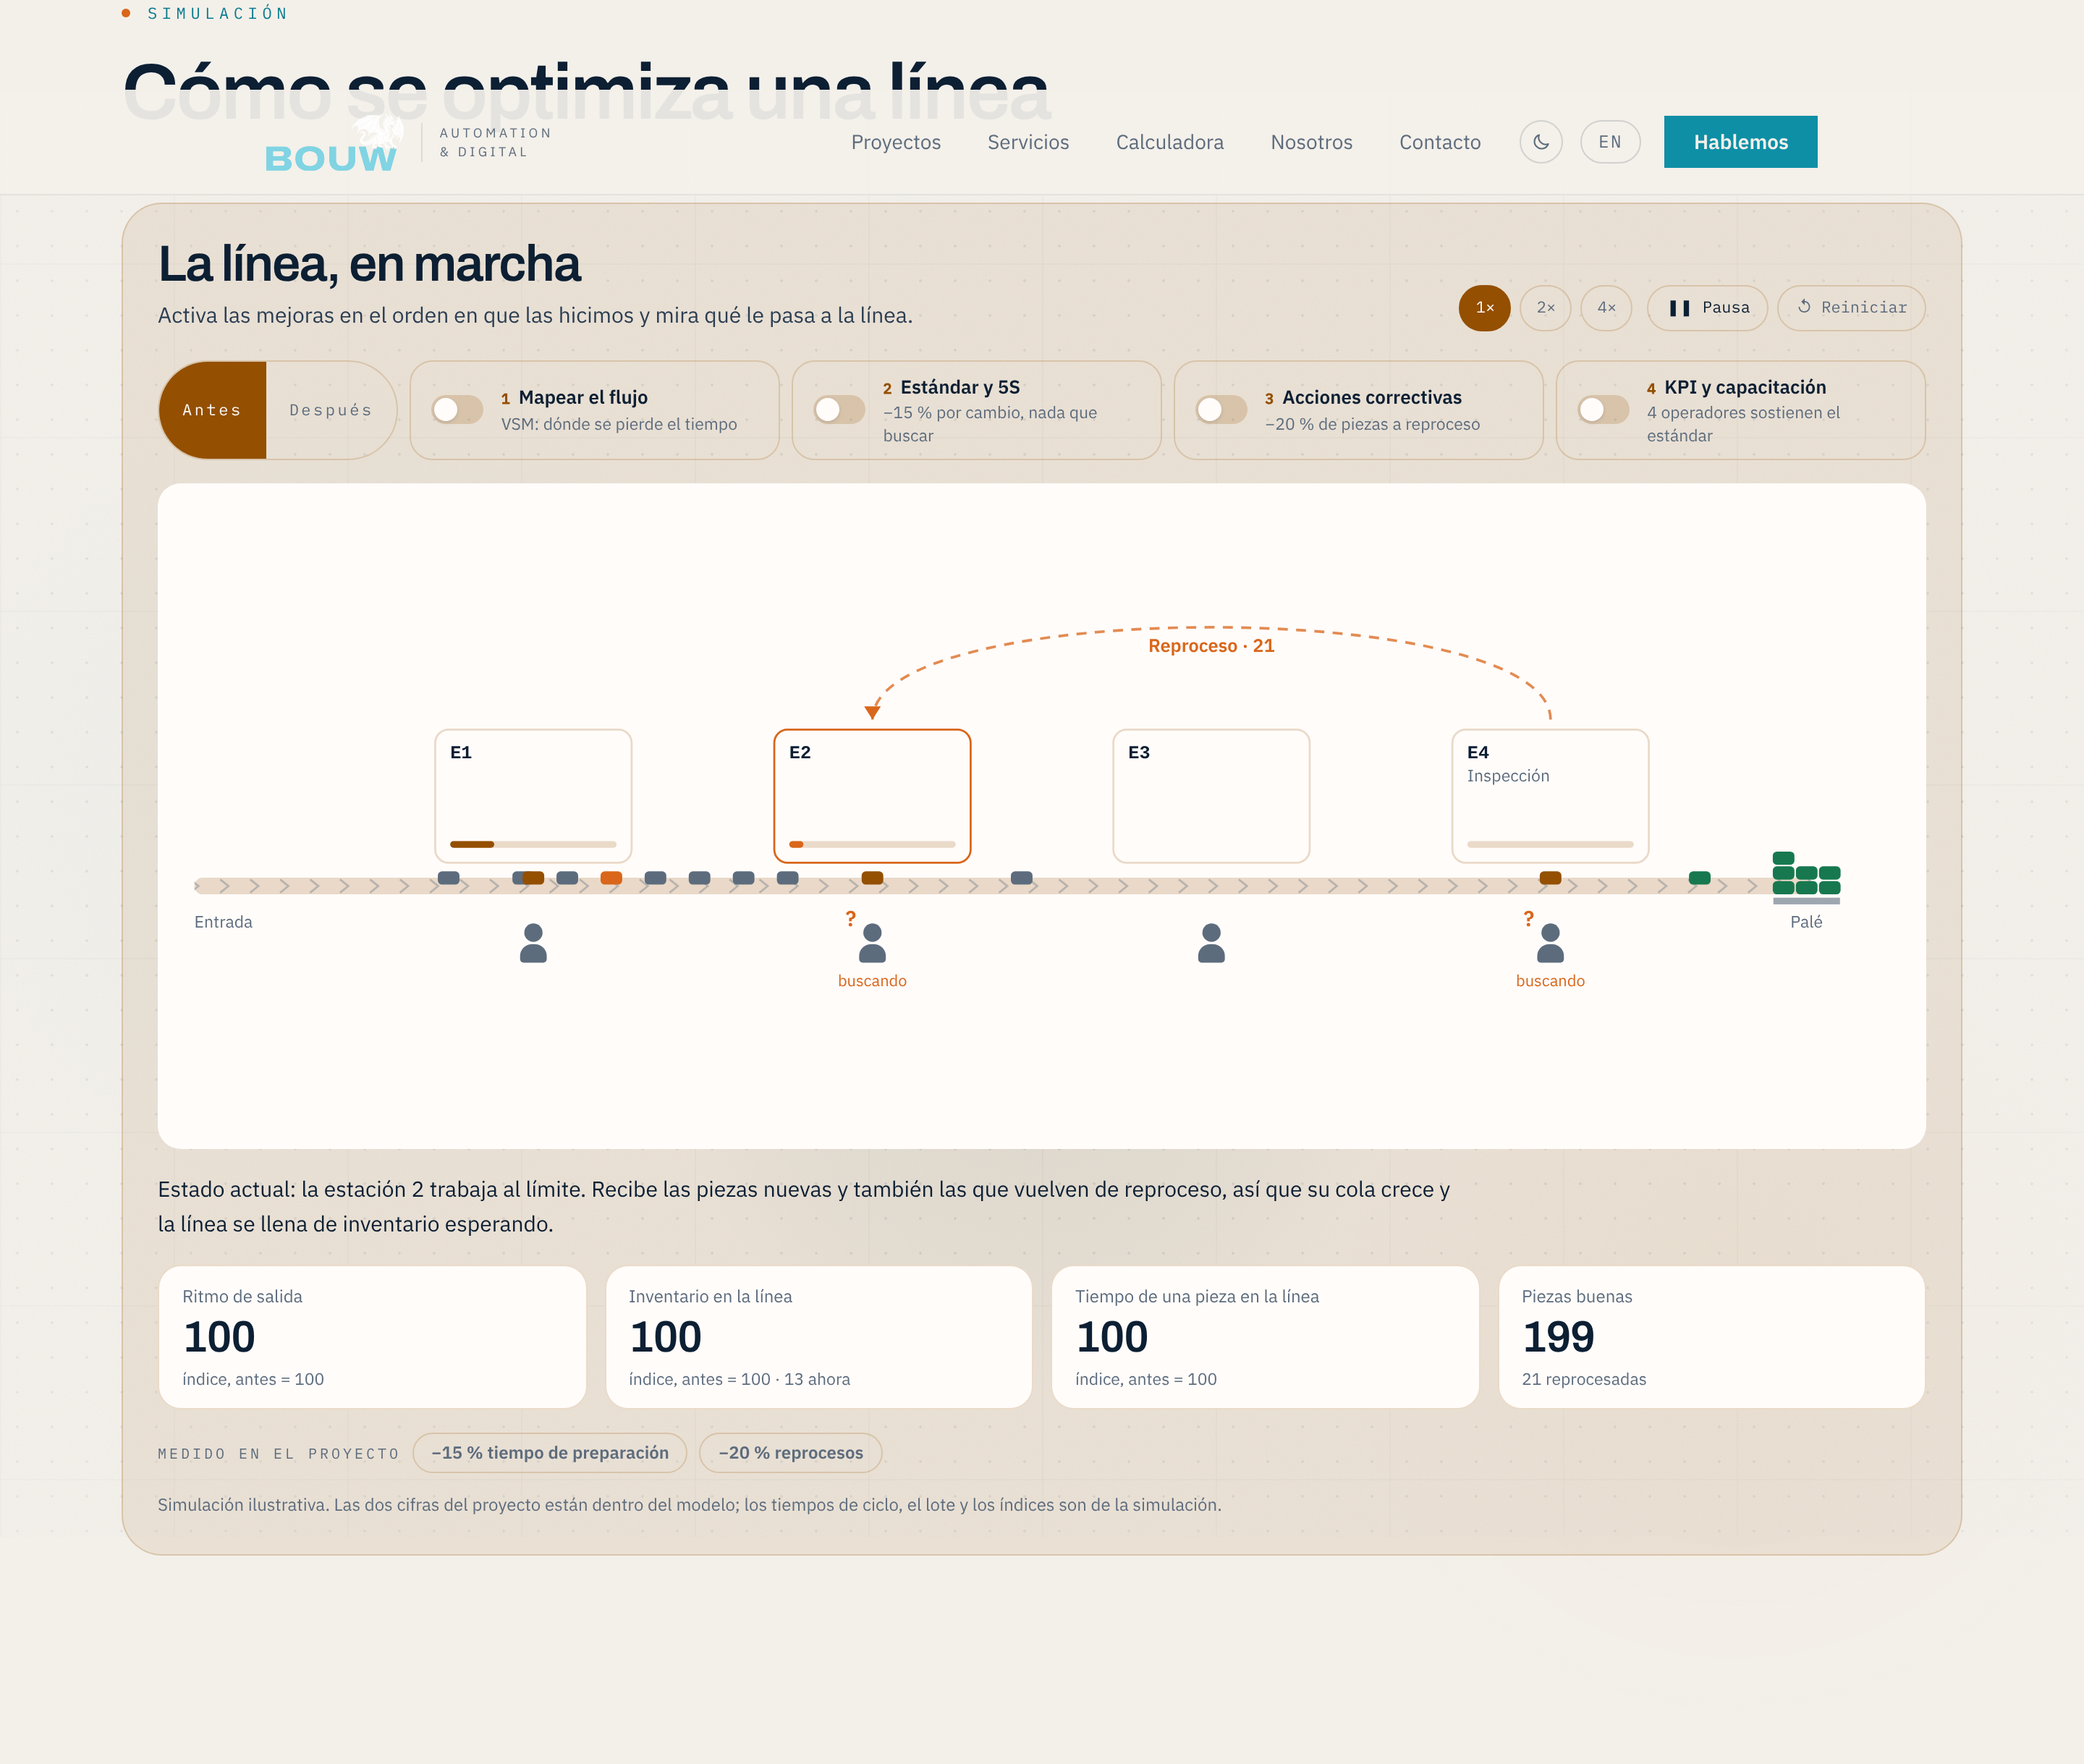 SIMULACIÓN
Cómo se optimiza una línea
BOUW
AUTOMATION
& DIGITAL
Proyectos
Servicios
Calculadora
Nosotros
Contacto
EN
Hablemos
La línea, en marcha
Activa las mejoras en el orden en que las hicimos y mira qué le pasa a la línea.
1×
2×
4×
Pausa
Reiniciar
Antes
Después
1 Mapear el flujo
VSM: dónde se pierde el tiempo
2 Estándar y 5S
−15 % por cambio, nada que
buscar
3 Acciones correctivas
−20 % de piezas a reproceso
4 KPI y capacitación
4 operadores sostienen el
estándar
Reproceso · 21
E1
E2
E3
E4
Inspección
Entrada
?
?
Palé
buscando
buscando
Estado actual: la estación 2 trabaja al límite. Recibe las piezas nuevas y también las que vuelven de reproceso, así que su cola crece y
la línea se llena de inventario esperando.
Ritmo de salida
100
índice, antes = 100
Inventario en la línea
100
índice, antes = 100 · 13 ahora
Tiempo de una pieza en la línea
100
índice, antes = 100
Piezas buenas
199
21 reprocesadas
MEDIDO EN EL PROYECTO
−15 % tiempo de preparación
−20 % reprocesos
Simulación ilustrativa. Las dos cifras del proyecto están dentro del modelo; los tiempos de ciclo, el lote y los índices son de la simulación.